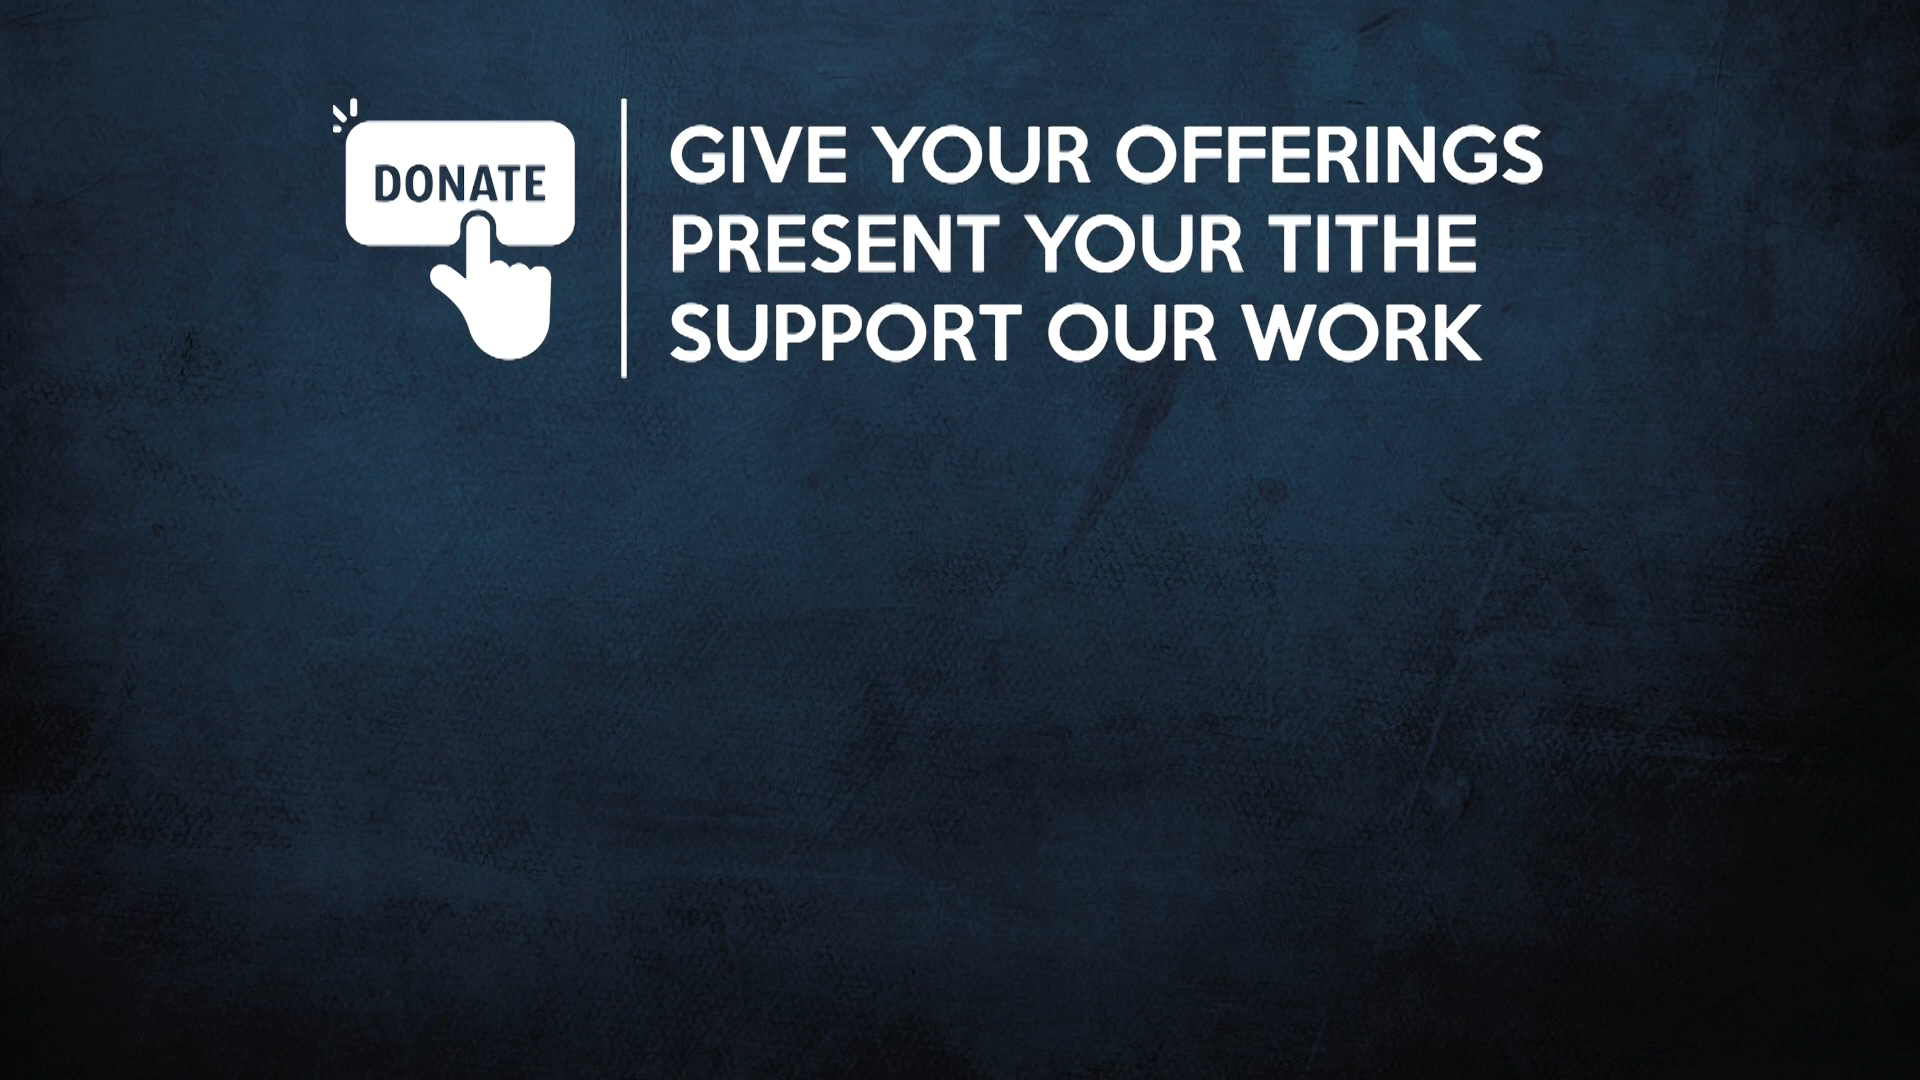 DONATE
GIVE YOUR OFFERINGS
PRESENT YOUR TITHE
SUPPORT OUR WORK